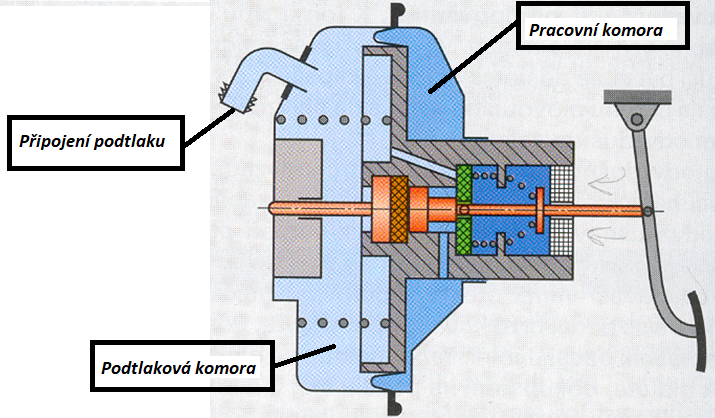 Pracovní komora
Připojení podtlaku
Podtlaková komora